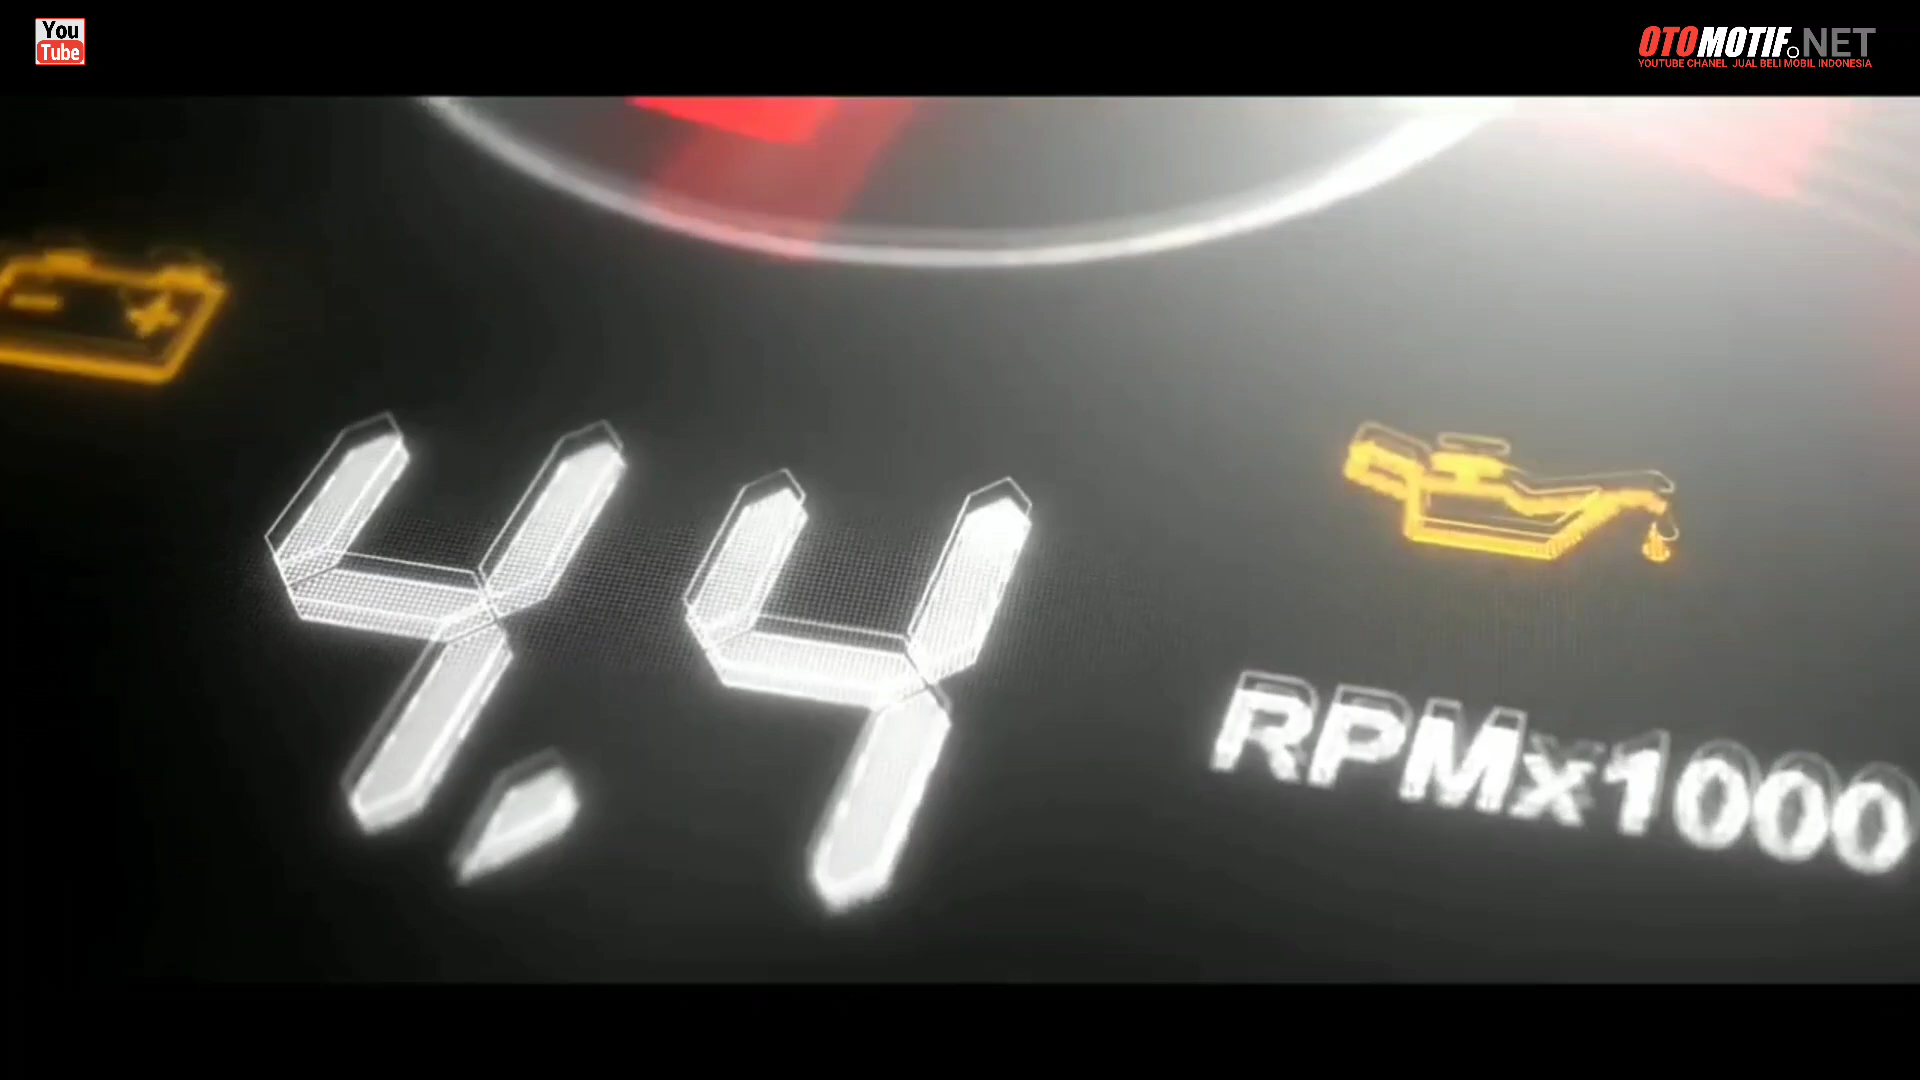 You
Tube
OTOMOTIF.NET
YOUTUBE CHANEL JUAL BELI MOBIL INDONESIA
4.4
RPMx1000